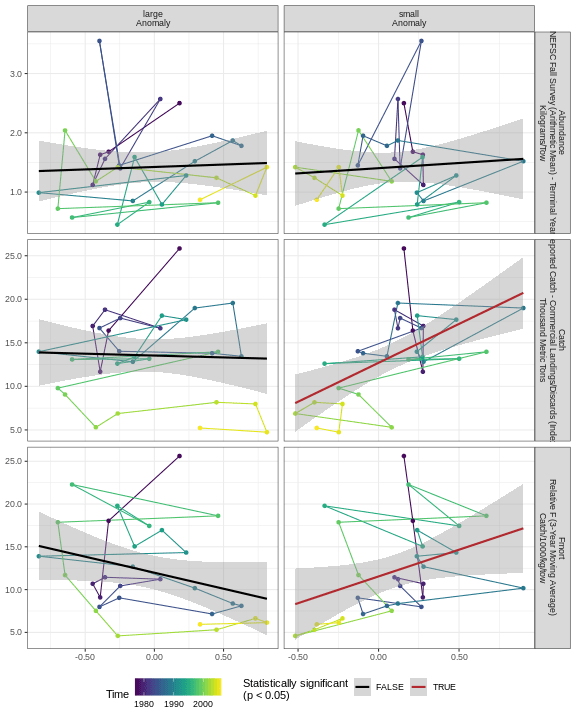 large
Anomaly
small
Anomaly
3.0
2.0
1.0
NEFSC Fall Survey (Arithmetic Mean) - Terminal Year
Abundance
Kilograms/tow
25.0
20.0
15.0
10.0
5.0
Catch
Reported Catch - Commercial Landings/Discards (Inde
Thousand Metric Tons
25.0
20.0
15.0
10.0
5.0
Fmort
Relative F (3-Year Moving Average)
Catch/1000/kg/tow
-0.50
0.00
0.50
-0.50
0.00
0.50
Time
1980
1990
2000
Statistically significant
(p < 0.05)
FALSE
TRUE